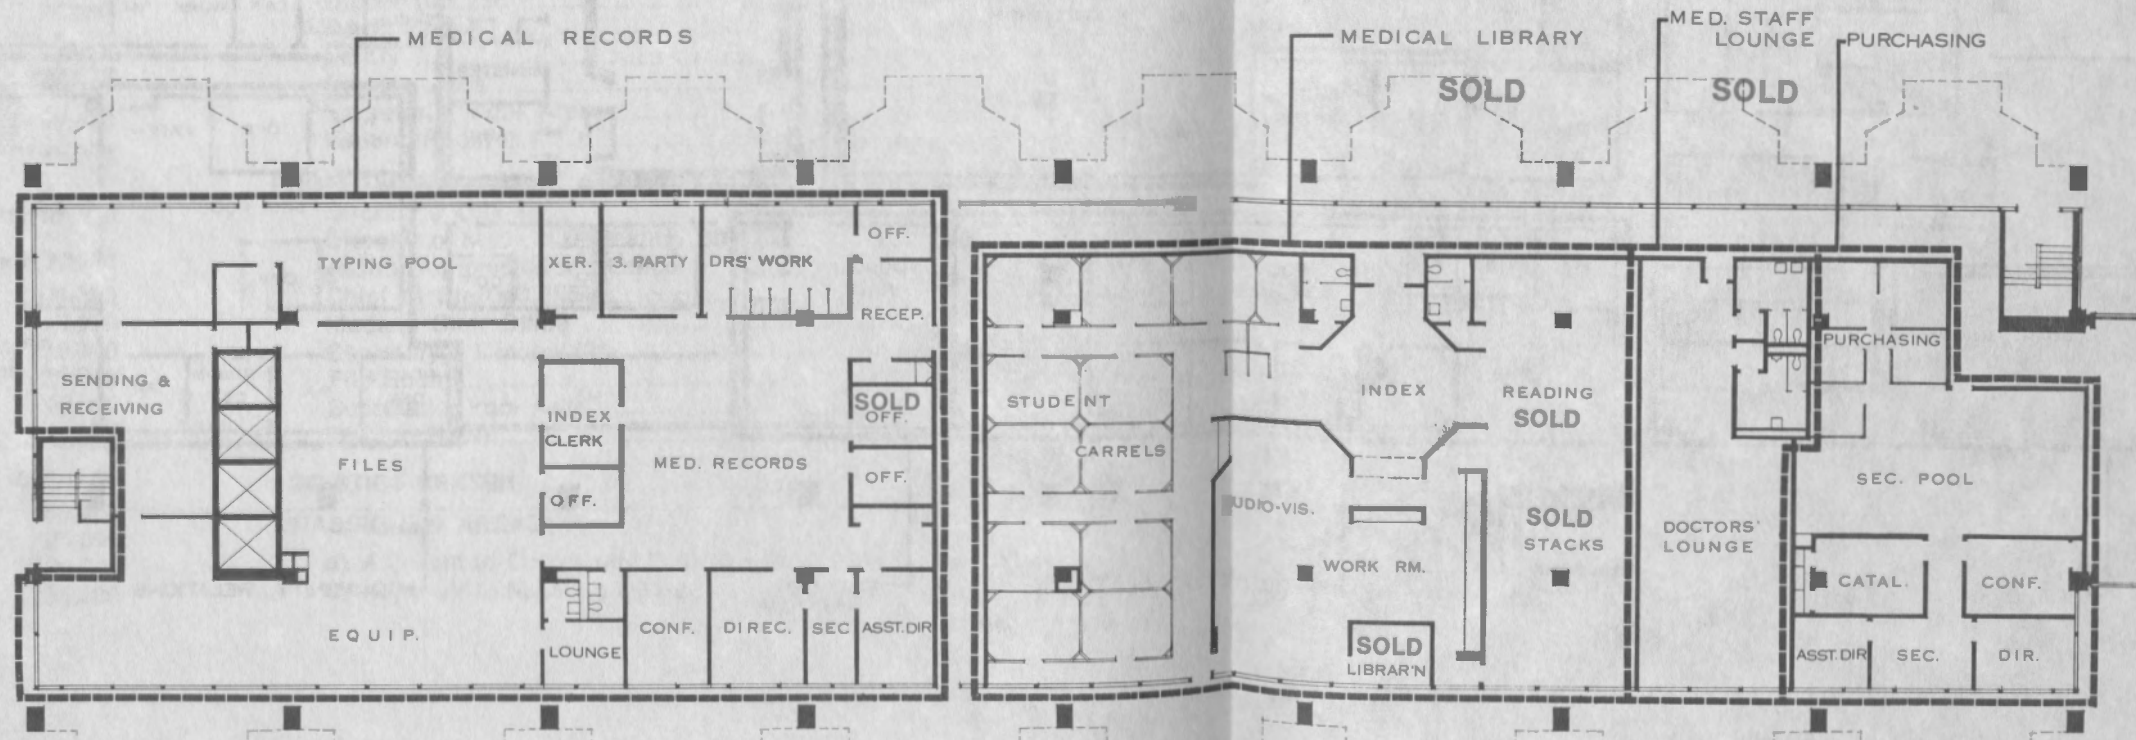 MEDICAL RECORDS
MEDICAL LIBRARY
MED. STAFF
LOUNGE
PURCHASING
SOLD
SOLD
TYPING POOL
XER.
3. PARTY
DRS' WORK
OFF.
RECEP.
SENDING &
RECEIVING
FILES
INDEX
CLERK
OFF.
MED. RECORDS
SOLD
OFF.
OFF.
EQUIP.
LOUNGE
CONF.
DIREC.
SEC
ASST. DIR
STUDENT
CARRELS
UDIO-VIS.
INDEX
WORK RM.
READING
SOLD
SOLD
STACKS
SOLD
LIBRAR'N
DOCTORS'
LOUNGE
PURCHASING
SEC. POOL
CATAL.
CONF.
ASST. DIR
SEC.
DIR.